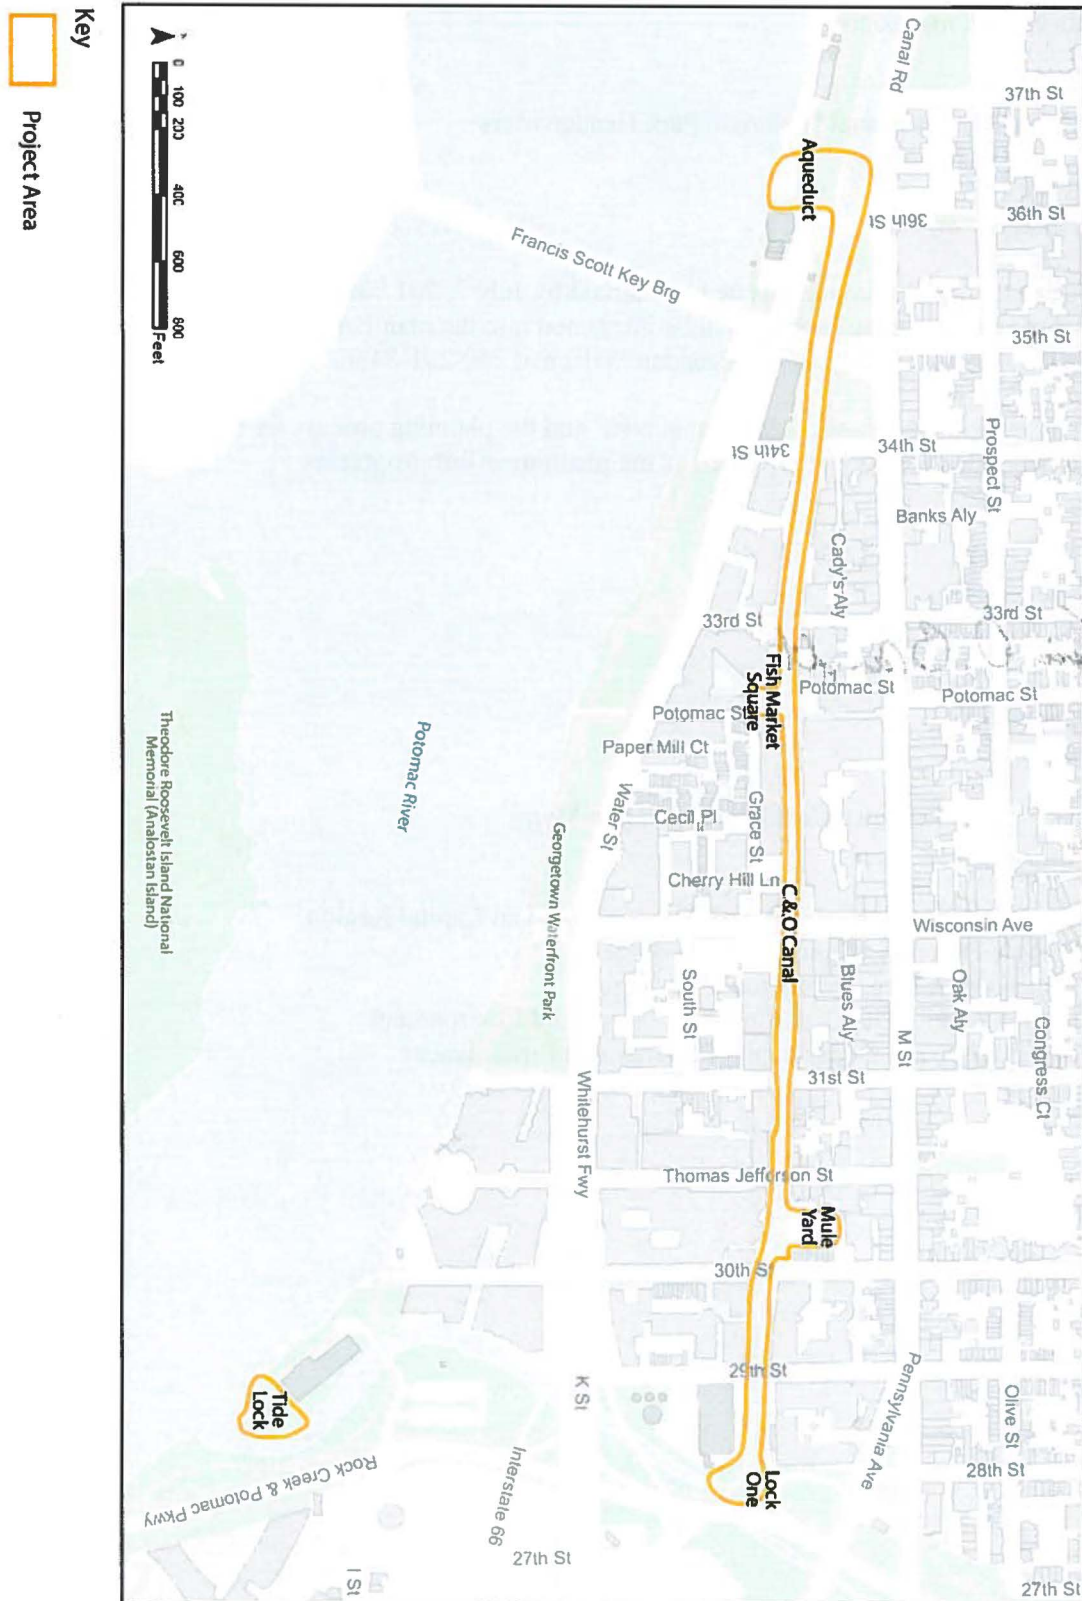 Key
Project Area
0 100 200 400 600 800
Feet
Canal Rd
37th St
Aqueduct
36th St
36th St
Francis Scott Key Brg
35th St
34th St
34th St
Prospect St
Banks Aly
Cady's Aly
33rd St
33rd St
Fish Market
Square
Potomac St
Potomac St
Potomac St
Paper Mill Ct
Water St
Cecil Pl
Grace St
Cherry Hill Ln
C&O Canal
Wisconsin Ave
Potomac River
Georgetown Waterfront Park
Theodore Roosevelt Island National
Memorial (Analostan Island)
South St
Blues Aly
Oak Aly
M St
Congress Ct
31st St
Whitehurst Fwy
Thomas Jefferson St
Mule
Yard
30th St
29th St
K St
Pennsylvania Ave
Olive St
28th St
Tide
Lock
Lock
One
Rock Creek & Potomac Pkwy
Interstate 66
27th St
27th St
I St